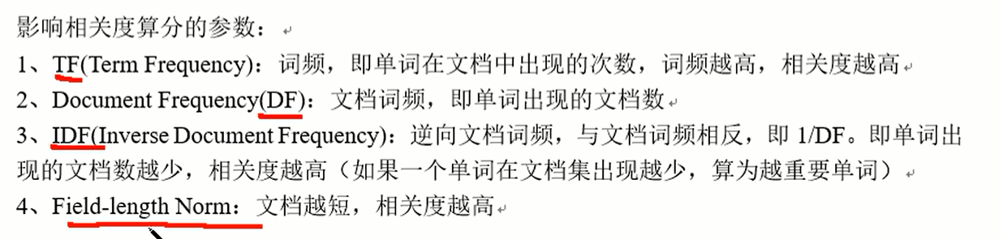 影响相关度算分的参数：
1、TF(Term Frequency)：词频，即单词在文档中出现的次数，词频越高，相关度越高
2、Document Frequency(DF)：文档词频，即单词出现的文档数
3、IDF(Inverse Document Frequency)：逆向文档词频，与文档词频相反，即 1/DF。即单词出
现的文档数越少，相关度越高（如果一个单词在文档集出现越少，算为越重要单词）
4、Field-length Norm：文档越短，相关度越高